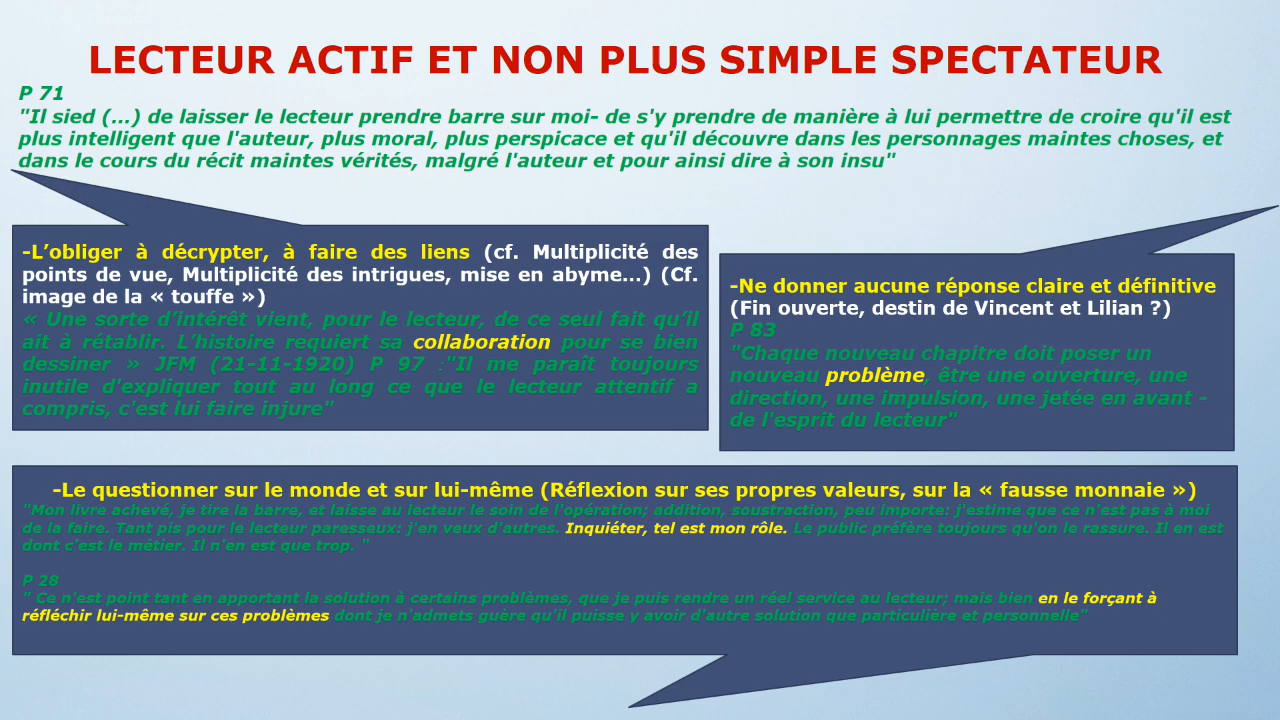 LECTEUR ACTIF ET NON PLUS SIMPLE SPECTATEUR
P 71
"Il sied (...) de laisser le lecteur prendre barre sur moi- de s'y prendre de manière à lui permettre de croire qu'il est
plus intelligent que l'auteur, plus moral, plus perspicace et qu'il découvre dans les personnages maintes choses, et
dans le cours du récit maintes vérités, malgré l'auteur et pour ainsi dire à son insu"
-L’obliger à décrypter, à faire des liens (cf. Multiplicité des
points de vue, Multiplicité des intrigues, mise en abyme…) (Cf.
image de la « touffe »)
« Une sorte d’intérêt vient, pour le lecteur, de ce seul fait qu’il
ait à rétablir. L’histoire requiert sa collaboration pour se bien
dessiner » JFM (21-11-1920) P 97 :"Il me paraît toujours
inutile d'expliquer tout au long ce que le lecteur attentif a
compris, c'est lui faire injure"
-Ne donner aucune réponse claire et définitive
(Fin ouverte, destin de Vincent et Lilian ?)
P 83
"Chaque nouveau chapitre doit poser un
nouveau problème, être une ouverture, une
direction, une impulsion, une jetée en avant -
de l'esprit du lecteur"
-Le questionner sur le monde et sur lui-même (Réflexion sur ses propres valeurs, sur la « fausse monnaie »)
"Mon livre achevé, je tire la barre, et laisse au lecteur le soin de l'opération; addition, soustraction, peu importe: j'estime que ce n'est pas à moi
de la faire. Tant pis pour le lecteur paresseux: j'en veux d'autres. Inquiéter, tel est mon rôle. Le public préfère toujours qu'on le rassure. Il en est
dont c'est le métier. Il n'en est que trop. "
P 28
" Ce n'est point tant en apportant la solution à certains problèmes, que je puis rendre un réel service au lecteur; mais bien en le forçant à
réfléchir lui-même sur ces problèmes dont je n'admets guère qu’il puisse y avoir d'autre solution que particulière et personnelle"